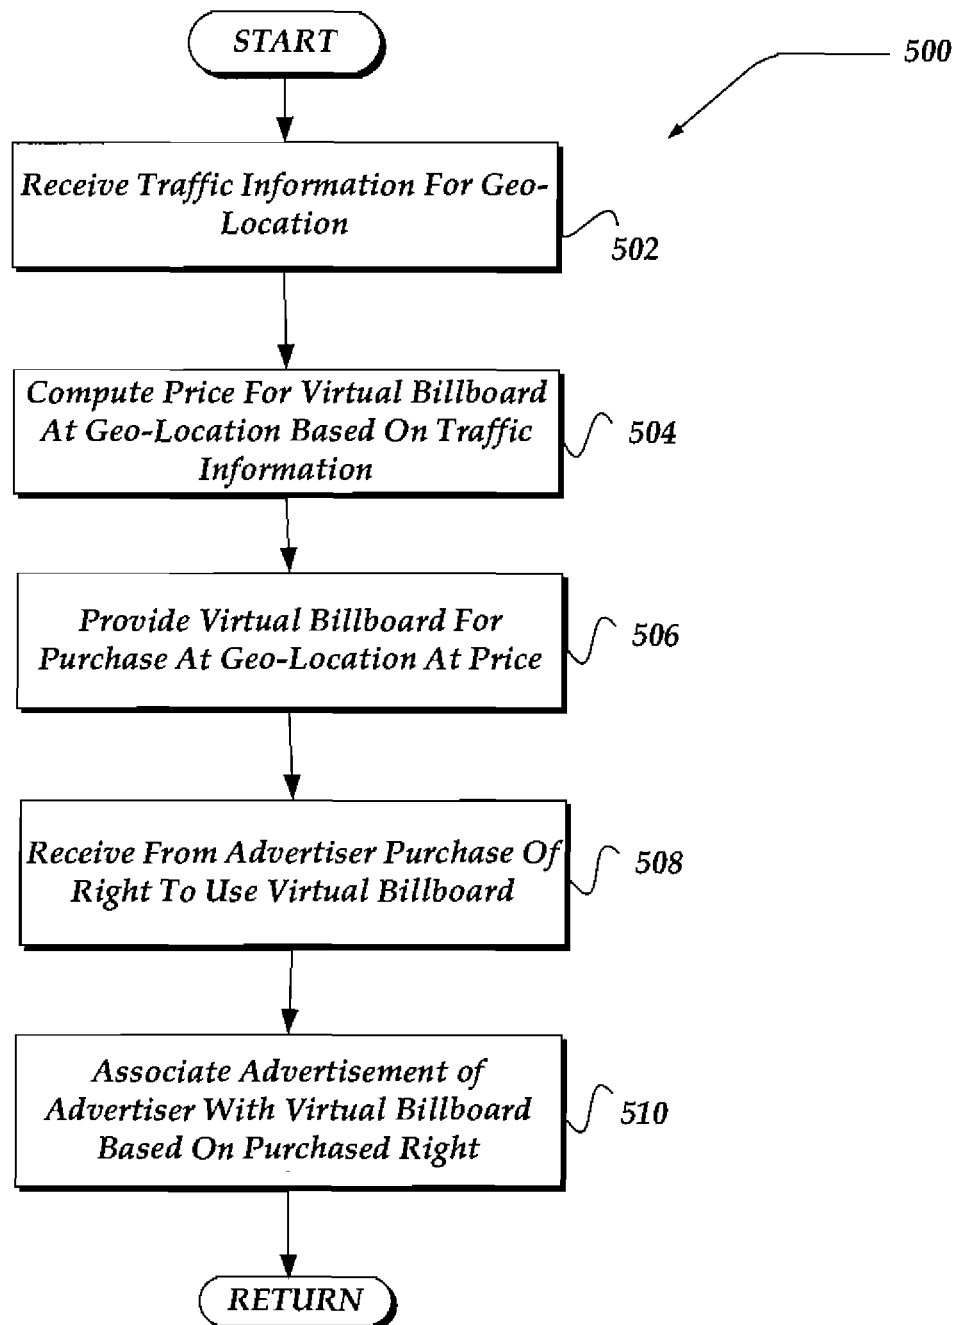 START
500
Receive Traffic Information For Geo-
Location
502
Compute Price For Virtual Billboard
At Geo-Location Based On Traffic
Information
504
Provide Virtual Billboard For
Purchase At Geo-Location At Price
506
Receive From Advertiser Purchase Of
Right To Use Virtual Billboard
508
Associate Advertisement of
Advertiser With Virtual Billboard
Based On Purchased Right
510
RETURN